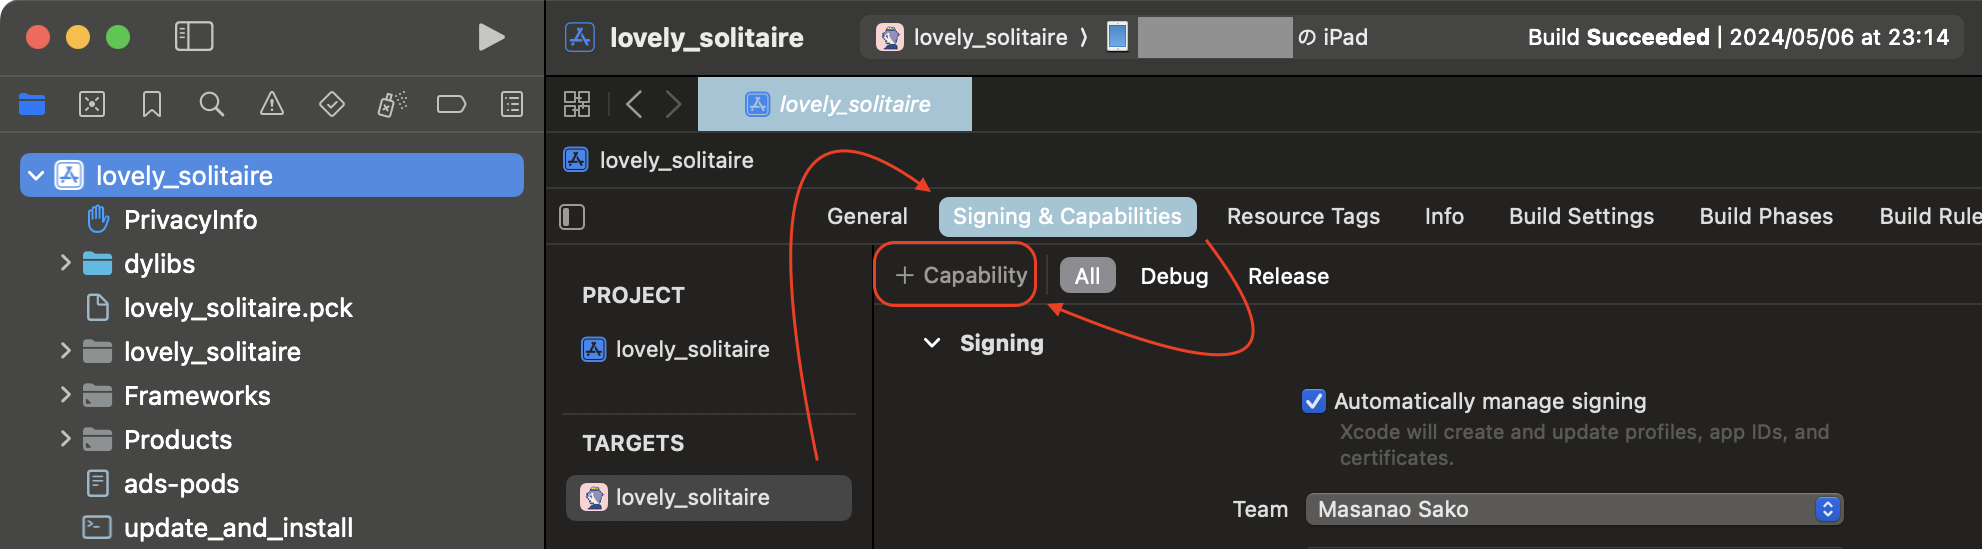 lovely_solitaire
lovely_solitaire 〉 の iPad
Build Succeeded | 2024/05/06 at 23:14
lovely_solitaire
lovely_solitaire
General
Signing & Capabilities
Resource Tags
Info
Build Settings
Build Phases
Build Rule
+ Capability
All
Debug
Release
lovely_solitaire
PrivacyInfo
dylibs
lovely_solitaire.pck
lovely_solitaire
Frameworks
Products
ads-pods
update_and_install
PROJECT
lovely_solitaire
TARGETS
lovely_solitaire
Signing
Automatically manage signing
Xcode will create and update profiles, app IDs, and
certificates.
Team
Masanao Sako